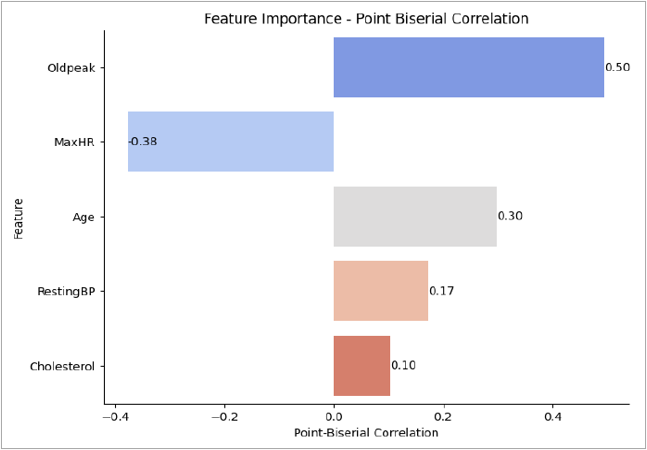 Feature Importance - Point Biserial Correlation
Oldpeak 0.50
MaxHR -0.38
Age 0.30
RestingBP 0.17
Cholesterol 0.10
Feature
−0.4 −0.2 0.0 0.2 0.4
Point-Biserial Correlation